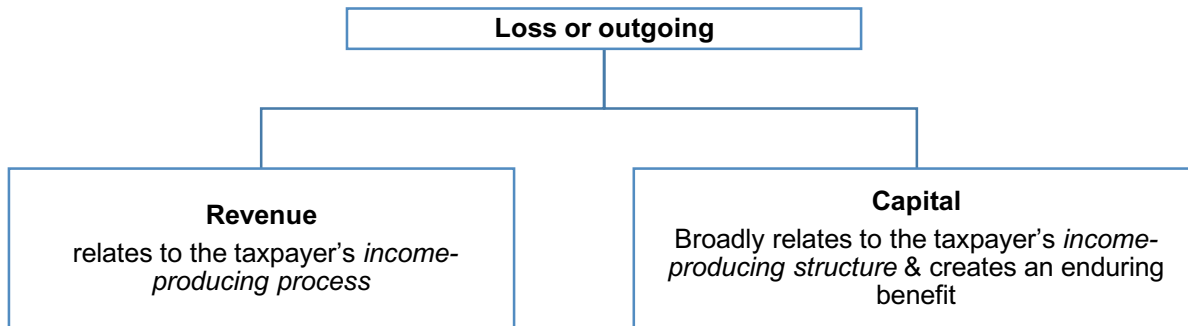 Loss or outgoing
Revenue
relates to the taxpayer’s income-
producing process
Capital
Broadly relates to the taxpayer’s income-
producing structure & creates an enduring
benefit